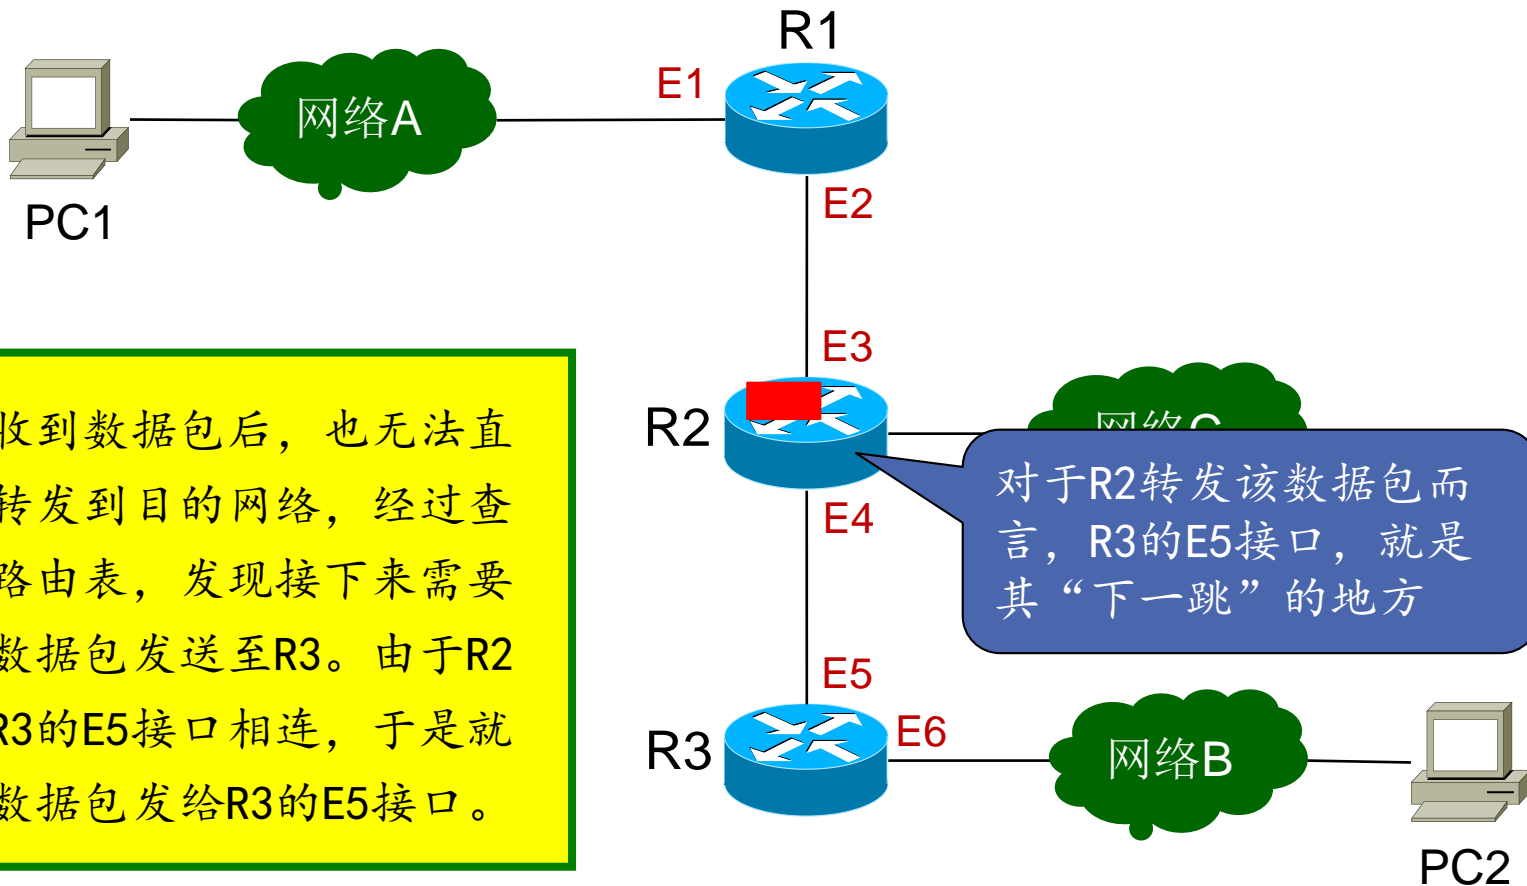 R1
E1
网络A
PC1
E2
E3
R2
收到数据包后，也无法直
转发到目的网络，经过查
路由表，发现接下来需要
数据包发送至R3。由于R2
R3的E5接口相连，于是就
数据包发给R3的E5接口。
网络C
对于R2转发该数据包而
言，R3的E5接口，就是
其“下一跳”的地方
E4
E5
R3
E6
网络B
PC2